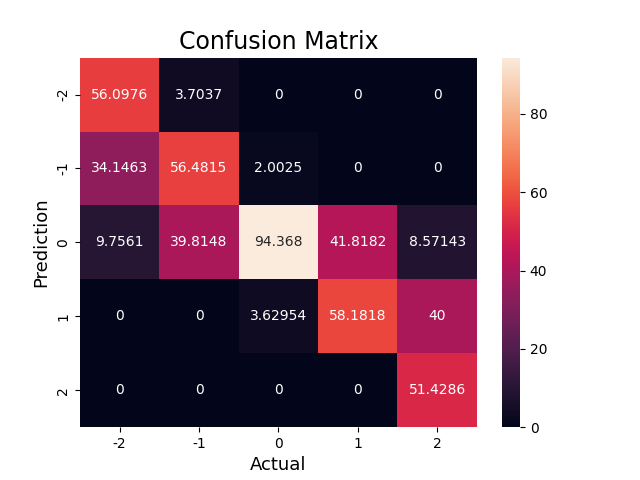 Confusion Matrix
-2 56.0976 3.7037 0 0 0
-1 34.1463 56.4815 2.0025 0 0
0 9.7561 39.8148 94.368 41.8182 8.57143
1 0 0 3.62954 58.1818 40
2 0 0 0 0 51.4286
-2 -1 0 1 2
Prediction
Actual
80
60
40
20
0